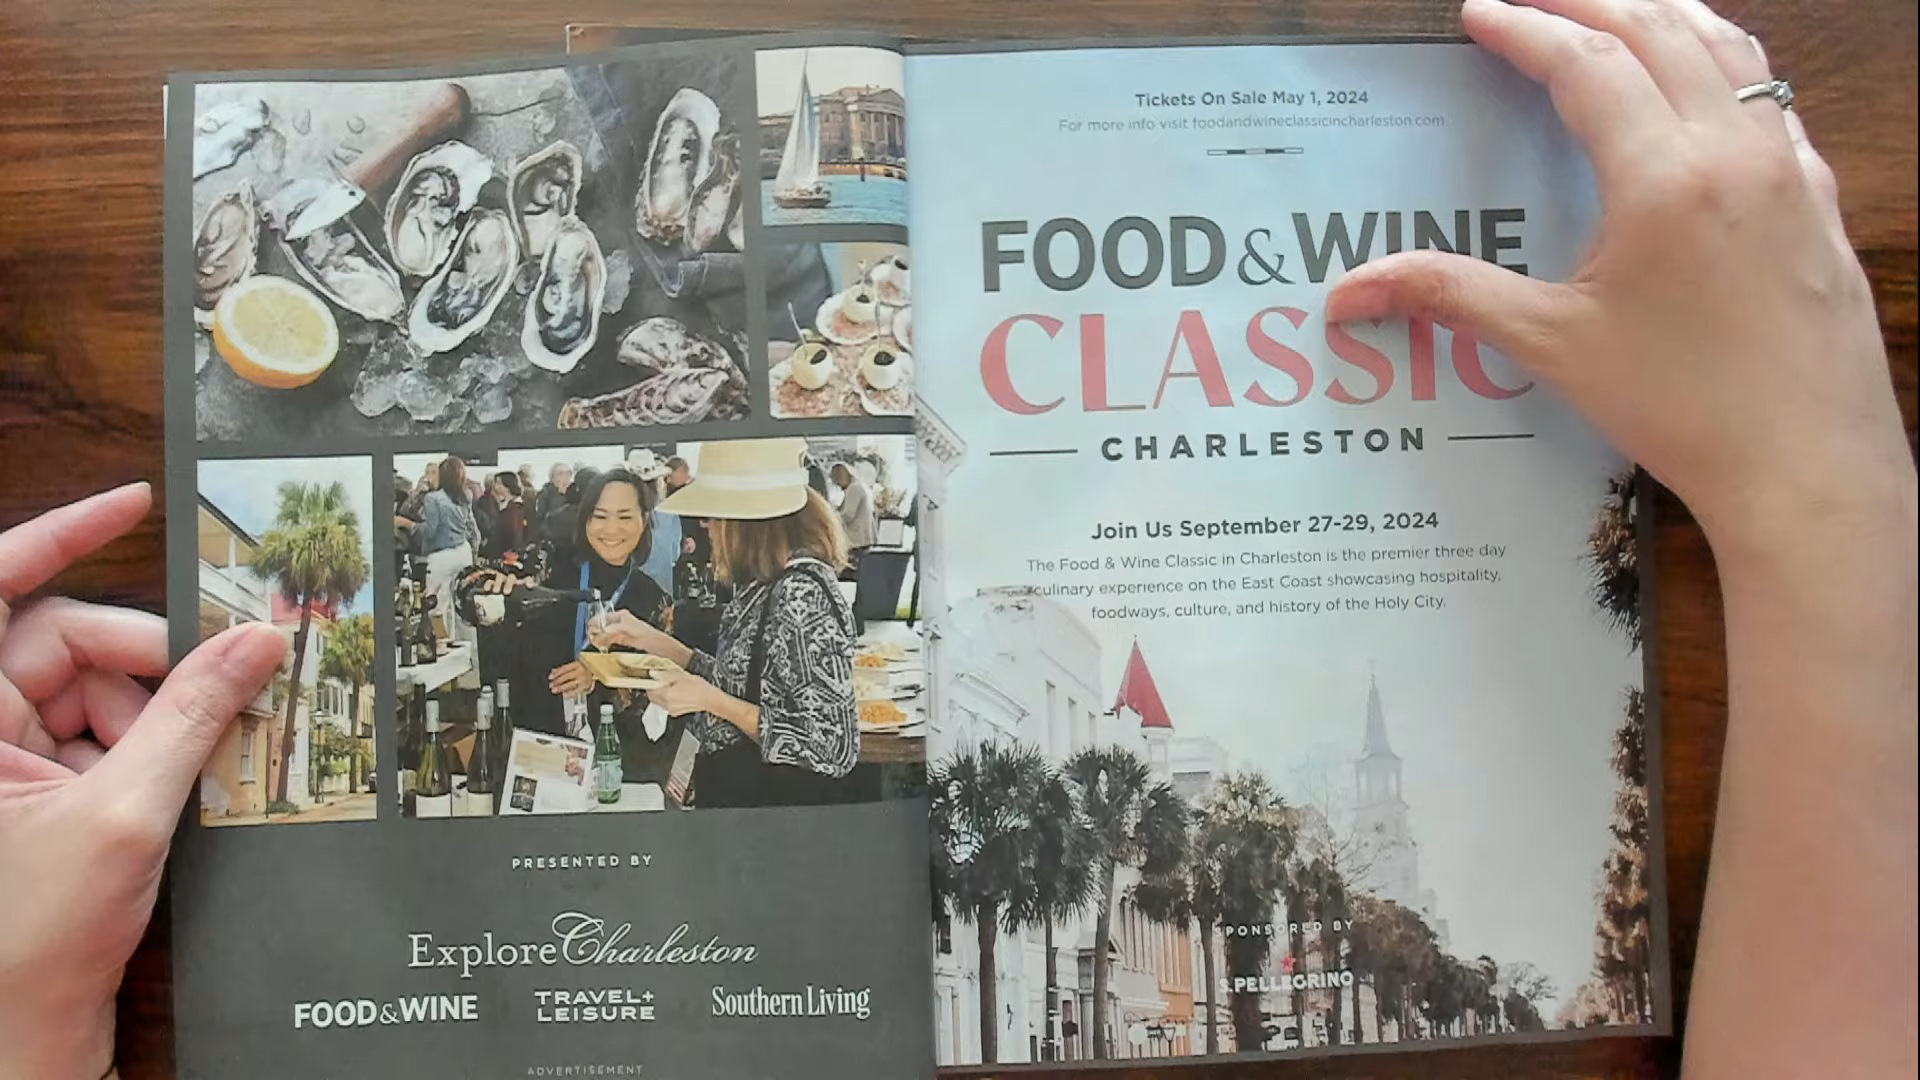 PRESENTED BY
Explore Charleston
FOOD & WINE
TRAVEL+
LEISURE
Southern Living
ADVERTISEMENT
Tickets On Sale May 1, 2024
For more info visit foodandwineclassicincharleston.com
FOOD & WINE
CLASSIC
CHARLESTON
Join Us September 27-29, 2024
The Food & Wine Classic in Charleston is the premier three day
culinary experience on the East Coast showcasing hospitality,
foodways, culture, and history of the Holy City.
SPONSORED BY
S.PELLEGRINO